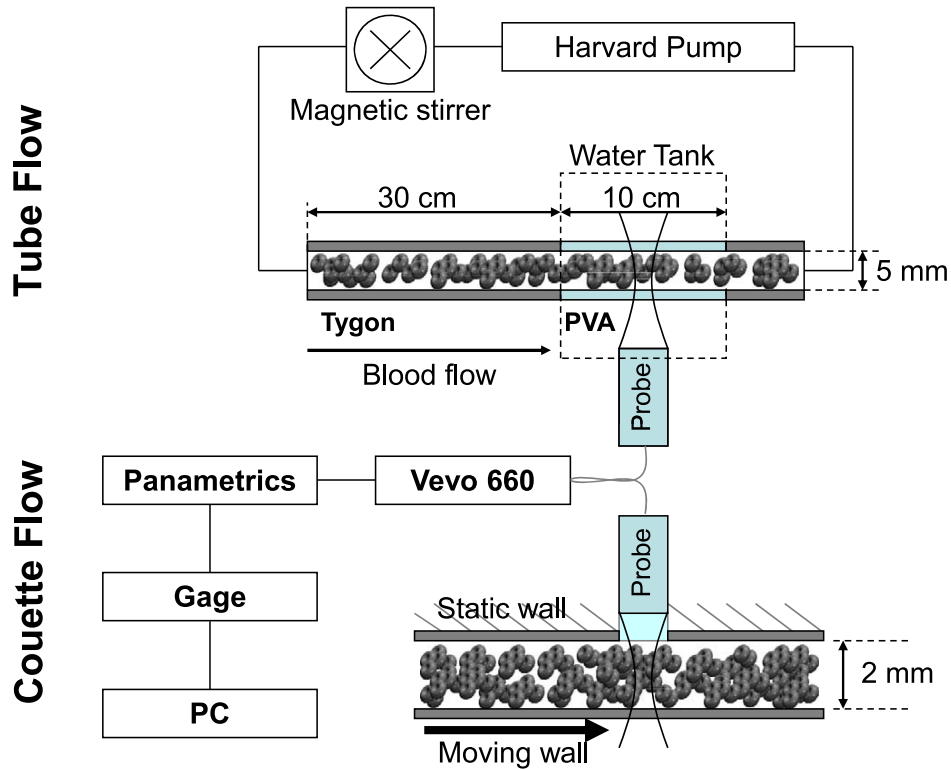 Tube Flow
Harvard Pump
Magnetic stirrer
Water Tank
30 cm
10 cm
5 mm
Tygon
PVA
Blood flow
Probe
Couette Flow
Panametrics
Vevo 660
Probe
Gage
Static wall
2 mm
PC
Moving wall